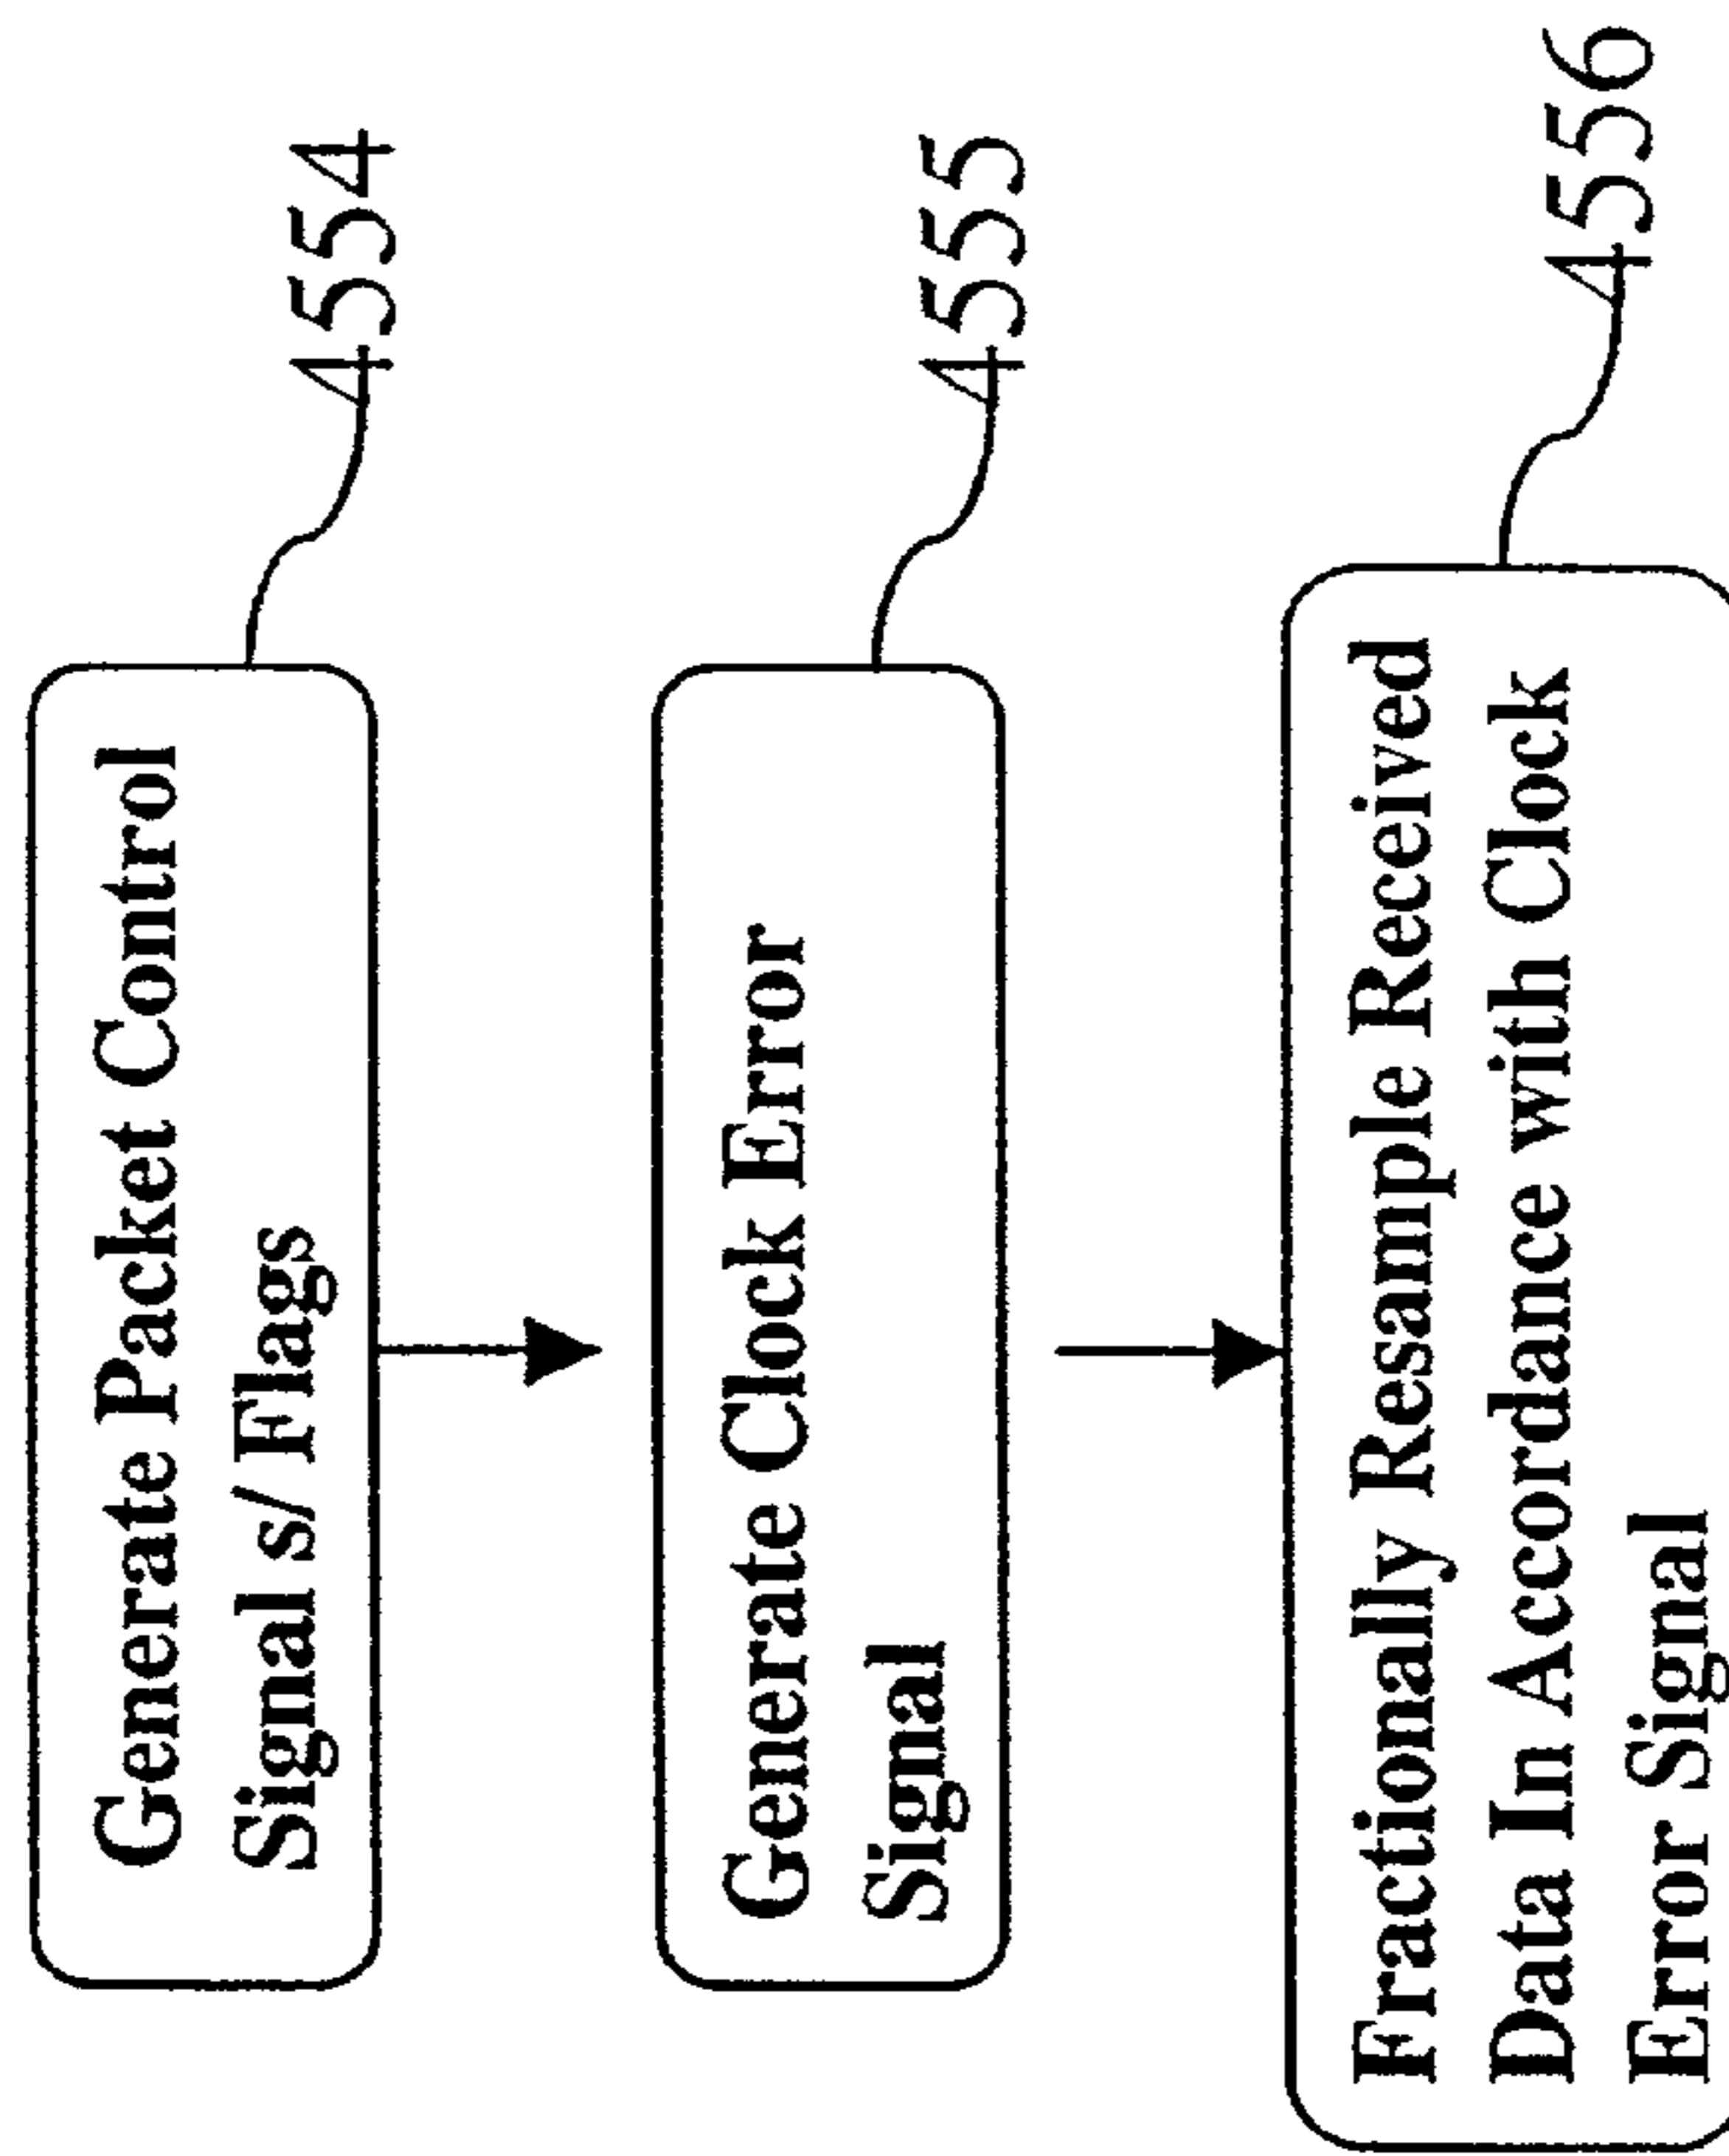 Generate Packet Control
Signal s/ Flags
4554
Generate Clock Error
Signal
4555
Fractionally Resample Received
Data In Accordance with Clock
Error Signal
4556